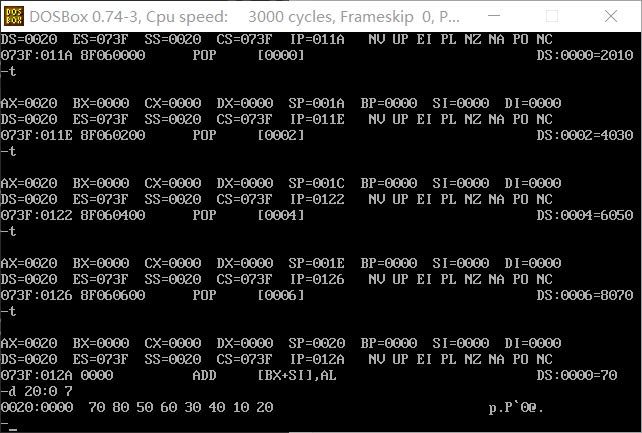 DOSBox 0.74-3, Cpu speed:    3000 cycles, Frameskip  0, P...
DS=0020  ES=073F  SS=0020  CS=073F  IP=011A   NV UP EI PL NZ NA PO NC
073F:011A 8F060000      POP     [0000]                             DS:0000=2010
-t
AX=0020  BX=0000  CX=0000  DX=0000  SP=001A  BP=0000  SI=0000  DI=0000
DS=0020  ES=073F  SS=0020  CS=073F  IP=011E   NV UP EI PL NZ NA PO NC
073F:011E 8F060200      POP     [0002]                             DS:0002=4030
-t
AX=0020  BX=0000  CX=0000  DX=0000  SP=001C  BP=0000  SI=0000  DI=0000
DS=0020  ES=073F  SS=0020  CS=073F  IP=0122   NV UP EI PL NZ NA PO NC
073F:0122 8F060400      POP     [0004]                             DS:0004=6050
-t
AX=0020  BX=0000  CX=0000  DX=0000  SP=001E  BP=0000  SI=0000  DI=0000
DS=0020  ES=073F  SS=0020  CS=073F  IP=0126   NV UP EI PL NZ NA PO NC
073F:0126 8F060600      POP     [0006]                             DS:0006=8070
-t
AX=0020  BX=0000  CX=0000  DX=0000  SP=0020  BP=0000  SI=0000  DI=0000
DS=0020  ES=073F  SS=0020  CS=073F  IP=012A   NV UP EI PL NZ NA PO NC
073F:012A 0000          ADD     [BX+SI],AL                         DS:0000=70
-d 20:0 7
0020:0000  70 80 50 60 30 40 10 20                           p.P`0@.
-_